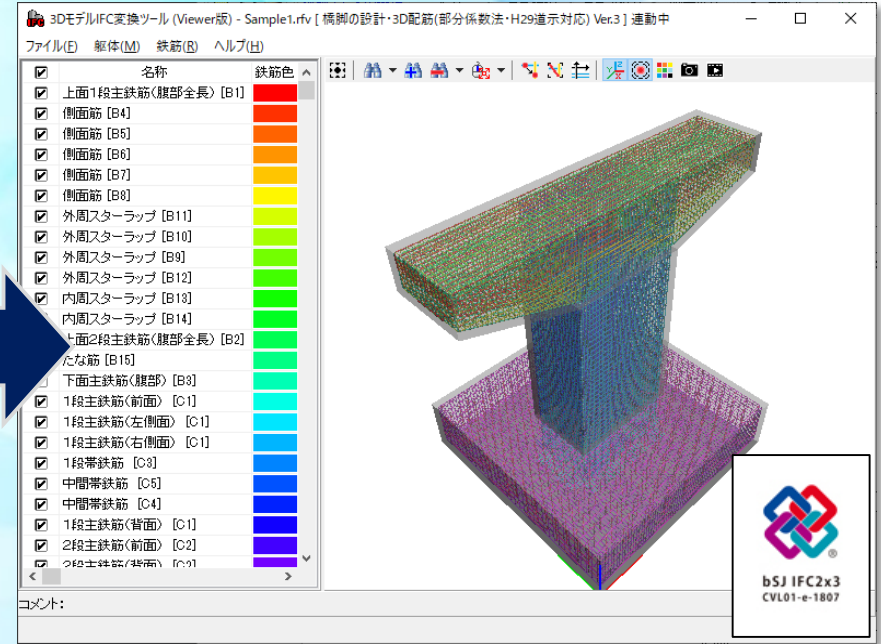 3DモデルIFC変換ツール (Viewer版) - Sample1.rfv [ 橋脚の設計・3D配筋(部分係数法・H29道示対応) Ver.3 ] 連動中
ファイル(F) 躯体(M) 鉄筋(R) ヘルプ(H)
名称 鉄筋色
上面1段主鉄筋(腹部全長) [B1]
側面筋 [B4]
側面筋 [B5]
側面筋 [B6]
側面筋 [B7]
側面筋 [B8]
外周スターラップ [B11]
外周スターラップ [B10]
外周スターラップ [B9]
外周スターラップ [B12]
内周スターラップ [B13]
内周スターラップ [B14]
上面2段主鉄筋(腹部全長) [B2]
たな筋 [B15]
下面主鉄筋(腹部) [B3]
1段主鉄筋(前面) [C1]
1段主鉄筋(左側面) [C1]
1段主鉄筋(右側面) [C1]
1段帯鉄筋 [C3]
中間帯鉄筋 [C5]
中間帯鉄筋 [C4]
1段主鉄筋(背面) [C1]
2段主鉄筋(前面) [C2]
2段主鉄筋(背面) [C2]
コメント:
bSJ IFC2x3
CVL01-e-1807